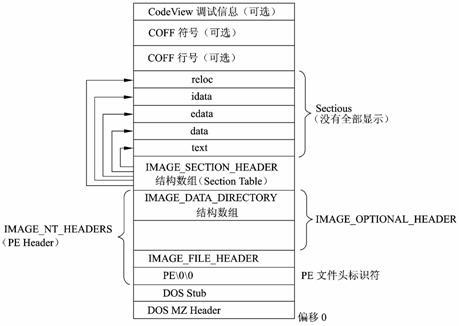 CodeView 调试信息（可选）
COFF 符号（可选）
COFF 行号（可选）
reloc
idata
edata
data
text
Sectious
（没有全部显示）
IMAGE_SECTION_HEADER
结构数组（Section Table）
IMAGE_DATA_DIRECTORY
结构数组
IMAGE_OPTIONAL_HEADER
IMAGE_NT_HEADERS
（PE Header）
IMAGE_FILE_HEADER
PE\0\0
PE 文件头标识符
DOS Stub
DOS MZ Header
偏移 0